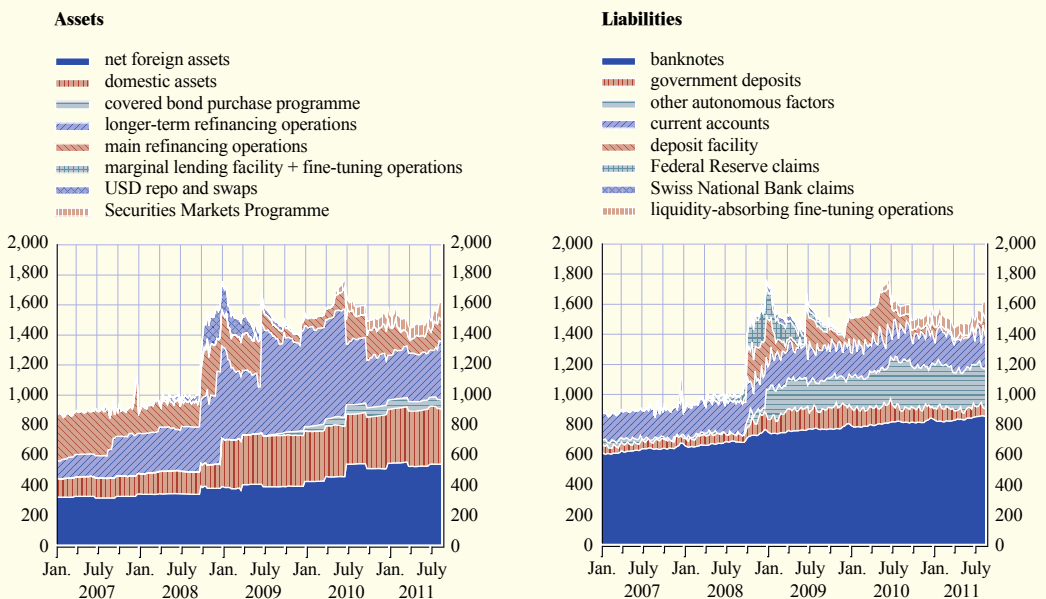 Assets
net foreign assets
domestic assets
covered bond purchase programme
longer-term refinancing operations
main refinancing operations
marginal lending facility + fine-tuning operations
USD repo and swaps
Securities Markets Programme
2,000 2,000
1,800 1,800
1,600 1,600
1,400 1,400
1,200 1,200
1,000 1,000
800 800
600 600
400 400
200 200
0 0
Jan. July Jan. July Jan. July Jan. July Jan. July
2007 2008 2009 2010 2011
Liabilities
banknotes
government deposits
other autonomous factors
current accounts
deposit facility
Federal Reserve claims
Swiss National Bank claims
liquidity-absorbing fine-tuning operations
2,000 2,000
1,800 1,800
1,600 1,600
1,400 1,400
1,200 1,200
1,000 1,000
800 800
600 600
400 400
200 200
0 0
Jan. July Jan. July Jan. July Jan. July Jan. July
2007 2008 2009 2010 2011